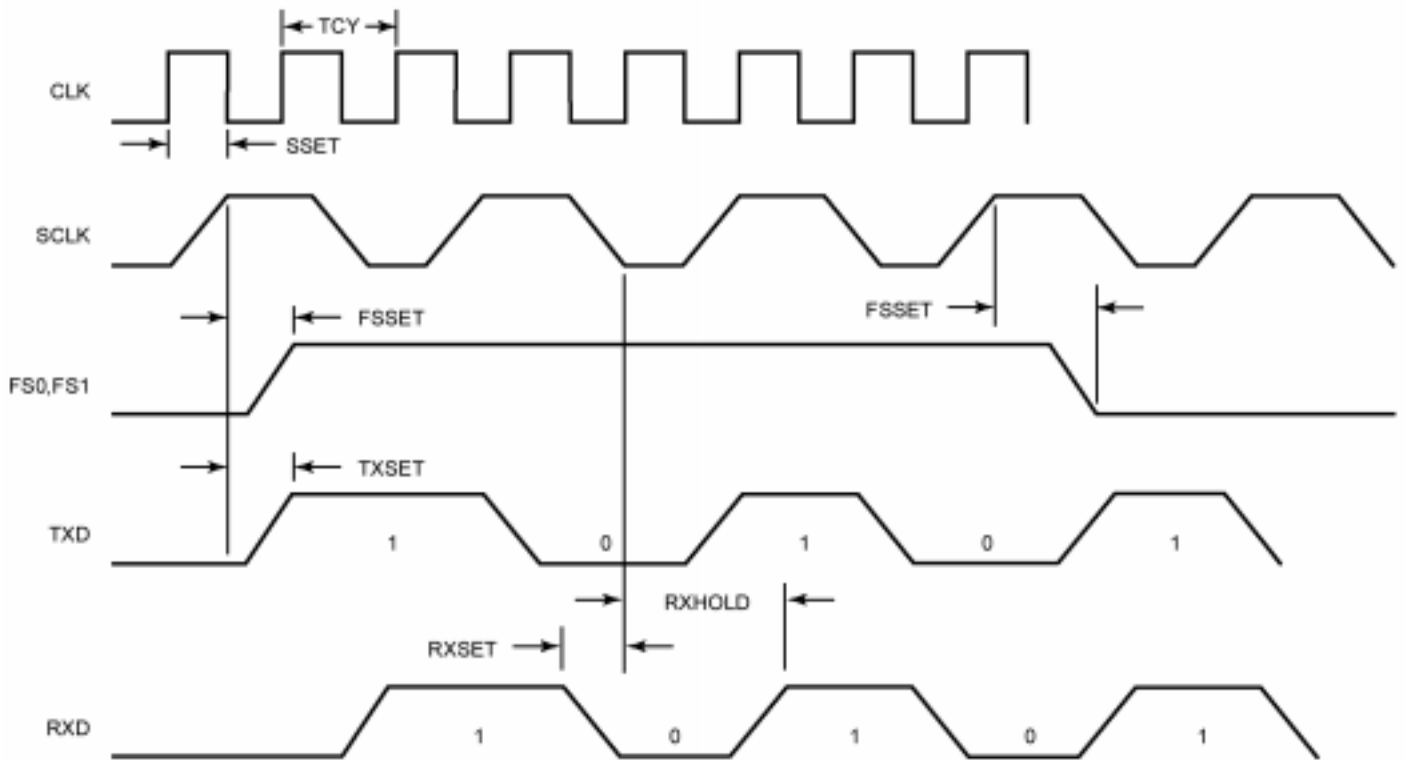 TCY
CLK
SSET
SCLK
FSSET
FSSET
FS0,FS1
TXSET
TXD
1 0 1 0 1
RXHOLD
RXSET
RXD
1 0 1 0 1